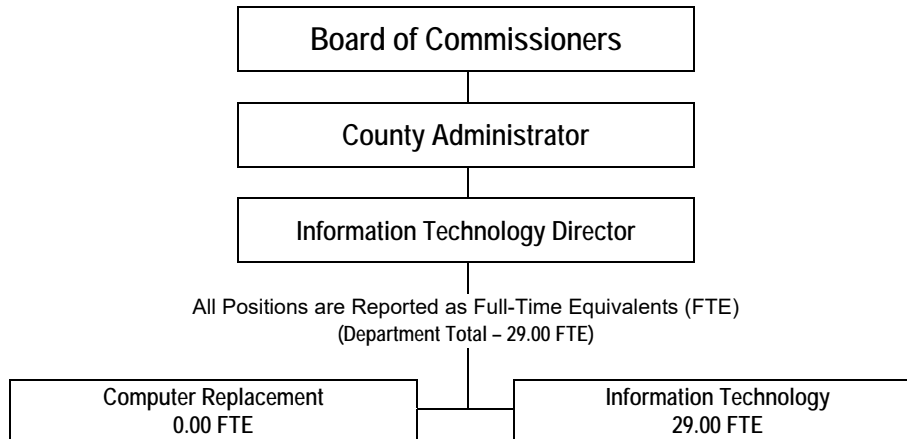 Board of Commissioners
County Administrator
Information Technology Director
All Positions are Reported as Full-Time Equivalents (FTE)
(Department Total – 29.00 FTE)
Computer Replacement
0.00 FTE
Information Technology
29.00 FTE